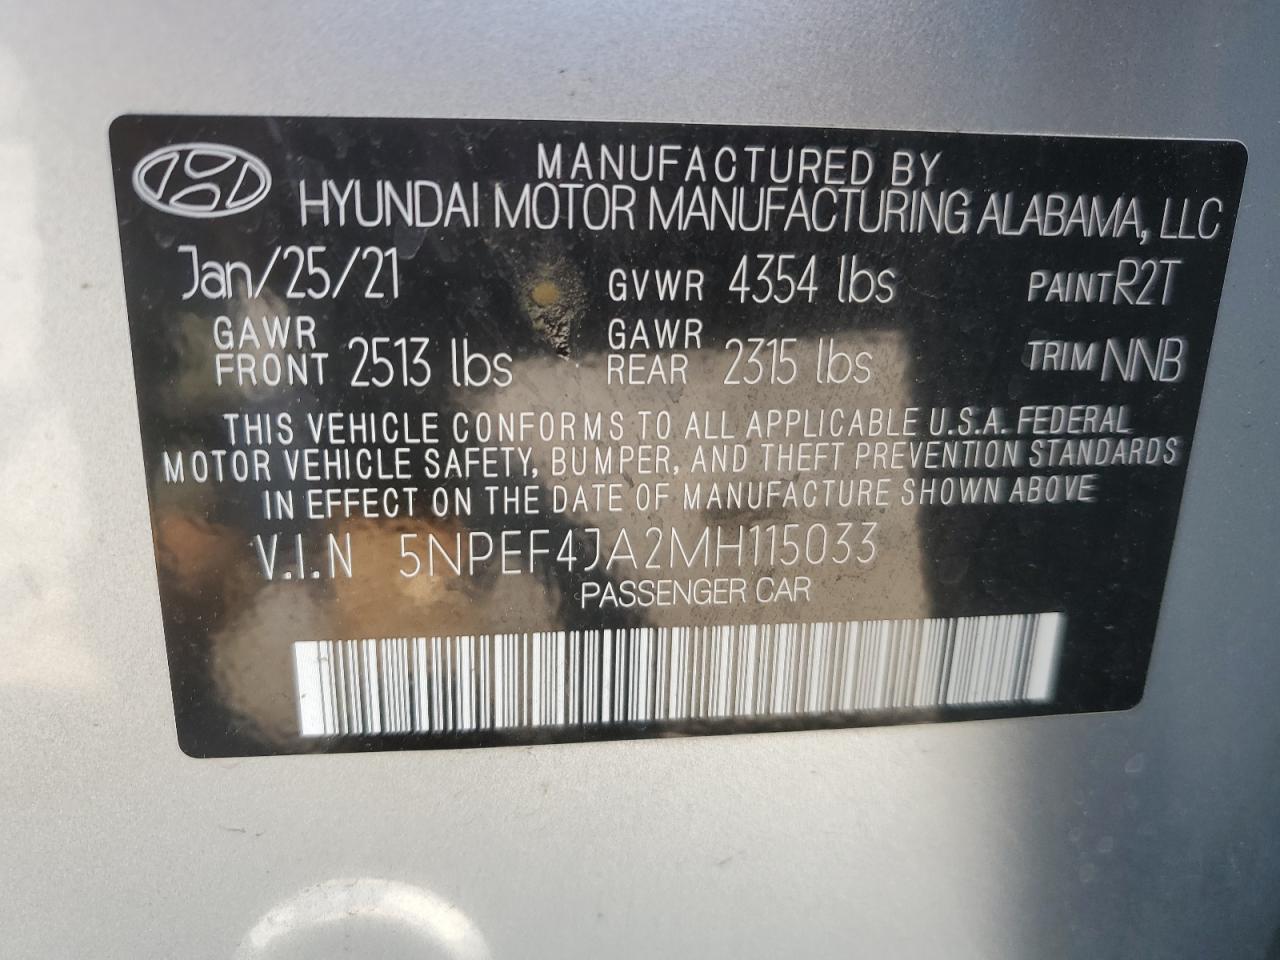 MANUFACTURED BY
HYUNDAI MOTOR MANUFACTURING ALABAMA, LLC
Jan/25/21 GVWR 4354 lbs PAINT R2T
GAWR FRONT 2513 lbs GAWR REAR 2315 lbs TRIM NNB
THIS VEHICLE CONFORMS TO ALL APPLICABLE U.S.A. FEDERAL
MOTOR VEHICLE SAFETY, BUMPER, AND THEFT PREVENTION STANDARDS
IN EFFECT ON THE DATE OF MANUFACTURE SHOWN ABOVE
V.I.N 5NPEF4JA2MH115033
PASSENGER CAR